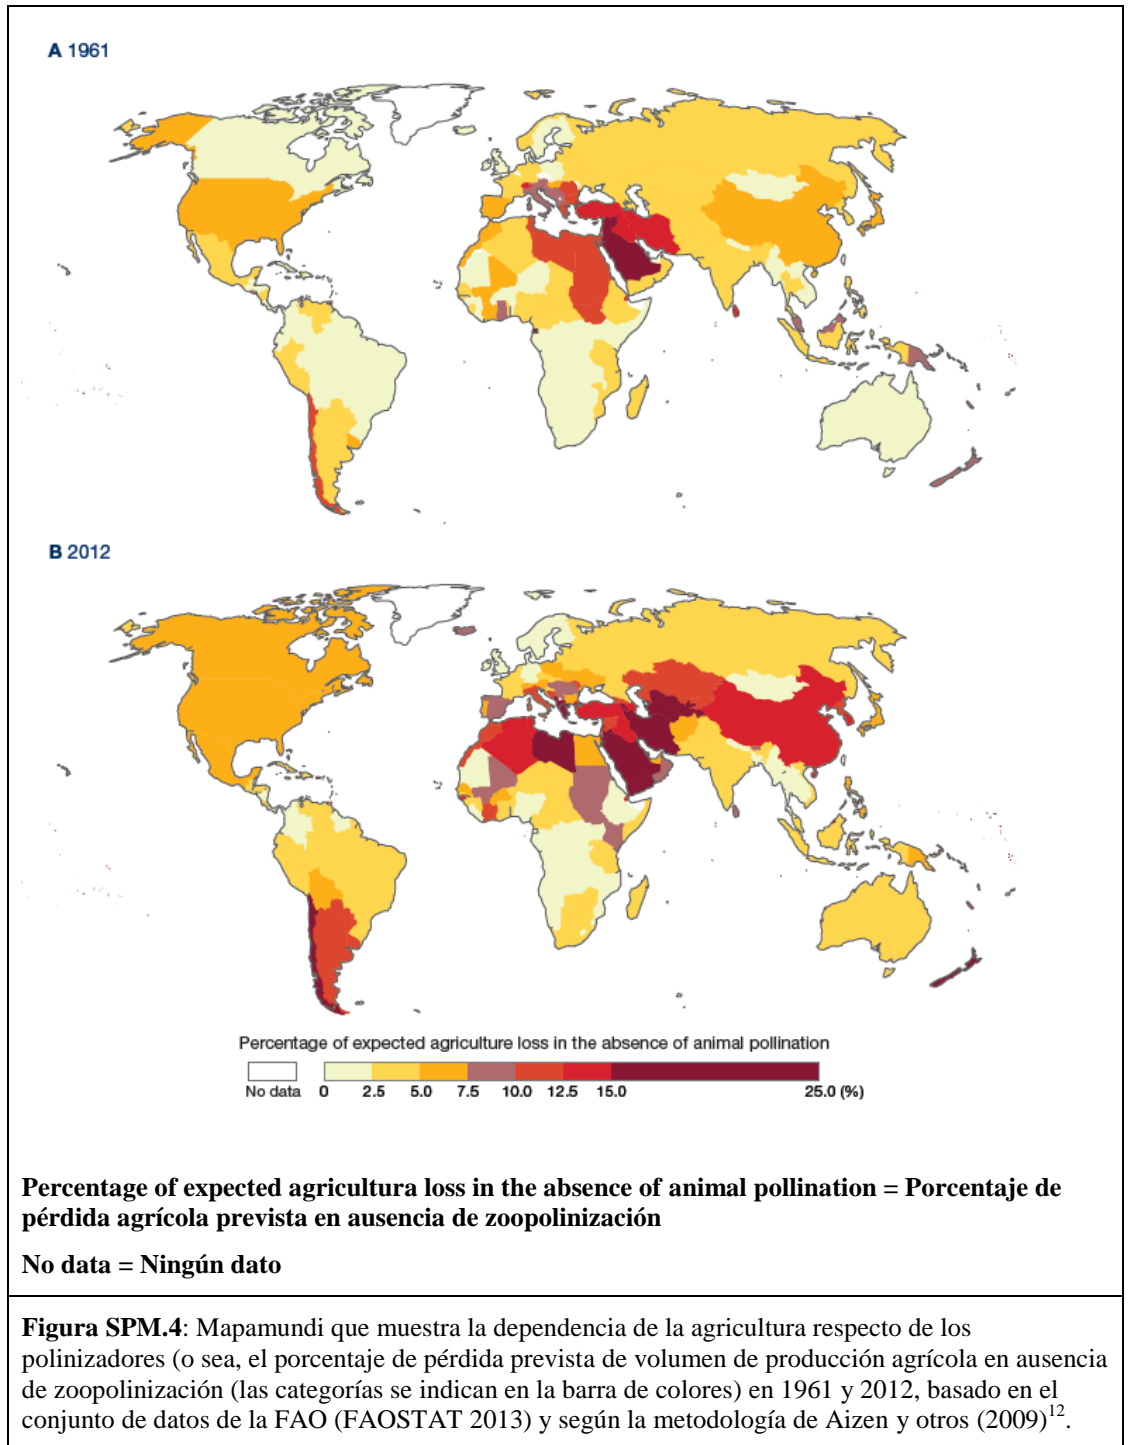 A 1961
B 2012
Percentage of expected agriculture loss in the absence of animal pollination
No data 0 2.5 5.0 7.5 10.0 12.5 15.0 25.0 (%)
Percentage of expected agricultura loss in the absence of animal pollination = Porcentaje de
pérdida agrícola prevista en ausencia de zoopolinización
No data = Ningún dato
Figura SPM.4: Mapamundi que muestra la dependencia de la agricultura respecto de los
polinizadores (o sea, el porcentaje de pérdida prevista de volumen de producción agrícola en ausencia
de zoopolinización (las categorías se indican en la barra de colores) en 1961 y 2012, basado en el
conjunto de datos de la FAO (FAOSTAT 2013) y según la metodología de Aizen y otros (2009)12.